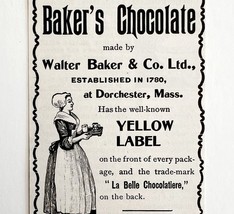 Baker's Chocolate
made by
Walter Baker & Co. Ltd.,
ESTABLISHED IN 1780,
at Dorchester, Mass.
Has the well-known
YELLOW
LABEL
on the front of every pack-
age, and the trade-mark
"La Belle Chocolatiere,"
on the back.